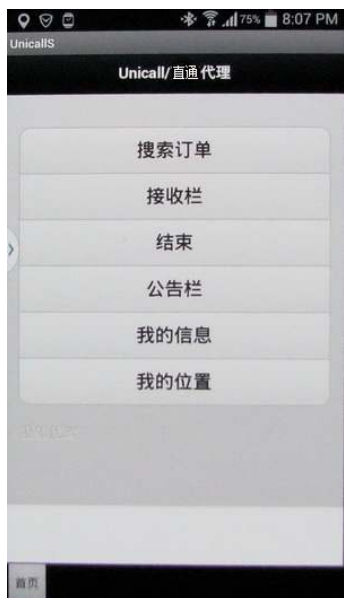 75% 8:07 PM
UnicallS
Unicall/直通代理
搜索订单
接收栏
结束
公告栏
我的信息
我的位置
首页